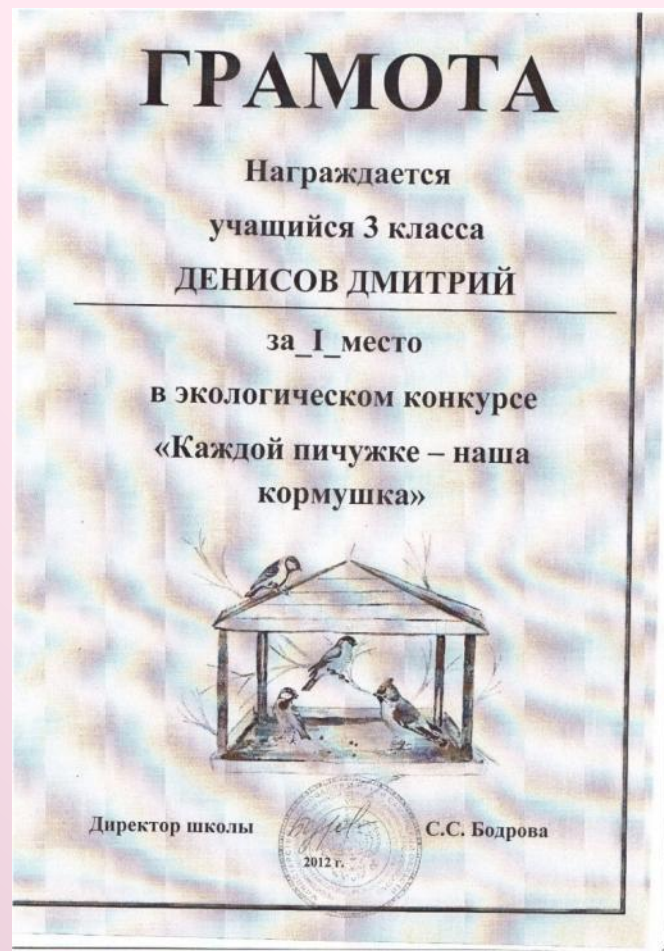 ГРАМОТА
Награждается
учащийся 3 класса
ДЕНИСОВ ДМИТРИЙ
за_I_место
в экологическом конкурсе
«Каждой пичужке – наша
кормушка»
Директор школы
С.С. Бодрова
2012 г.